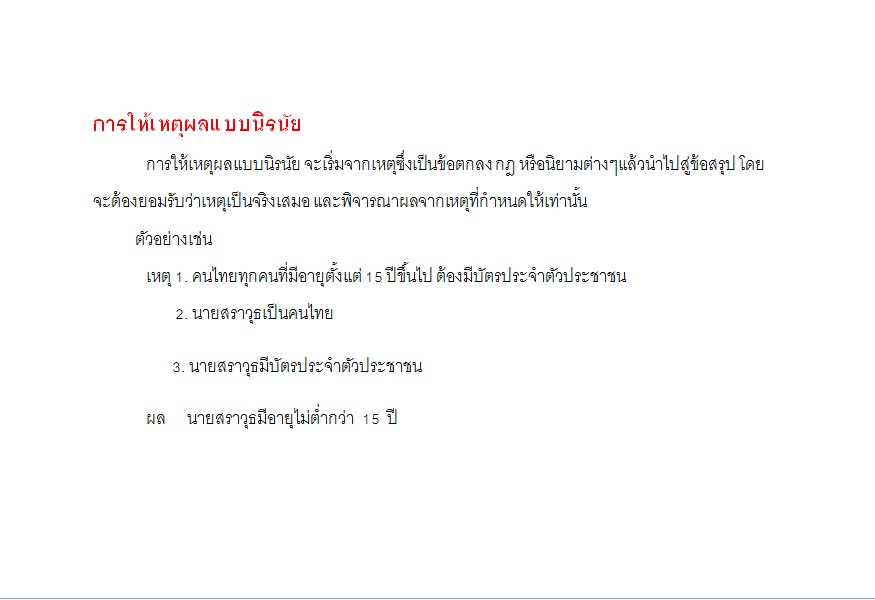 การให้เหตุผลแบบนิรนัย
การให้เหตุผลแบบนิรนัย จะเริ่มจากเหตุซึ่งเป็นข้อตกลง กฎ หรือนิยามต่างๆแล้วนำไปสู่ข้อสรุป โดย
จะต้องยอมรับว่าเหตุเป็นจริงเสมอ และพิจารณาผลจากเหตุที่กำหนดให้เท่านั้น
ตัวอย่างเช่น
เหตุ 1. คนไทยทุกคนที่มีอายุตั้งแต่ 15 ปีขึ้นไป ต้องมีบัตรประจำตัวประชาชน
2. นายสราวุธเป็นคนไทย
3. นายสราวุธมีบัตรประจำตัวประชาชน
ผล นายสราวุธมีอายุไม่ต่ำกว่า 15 ปี